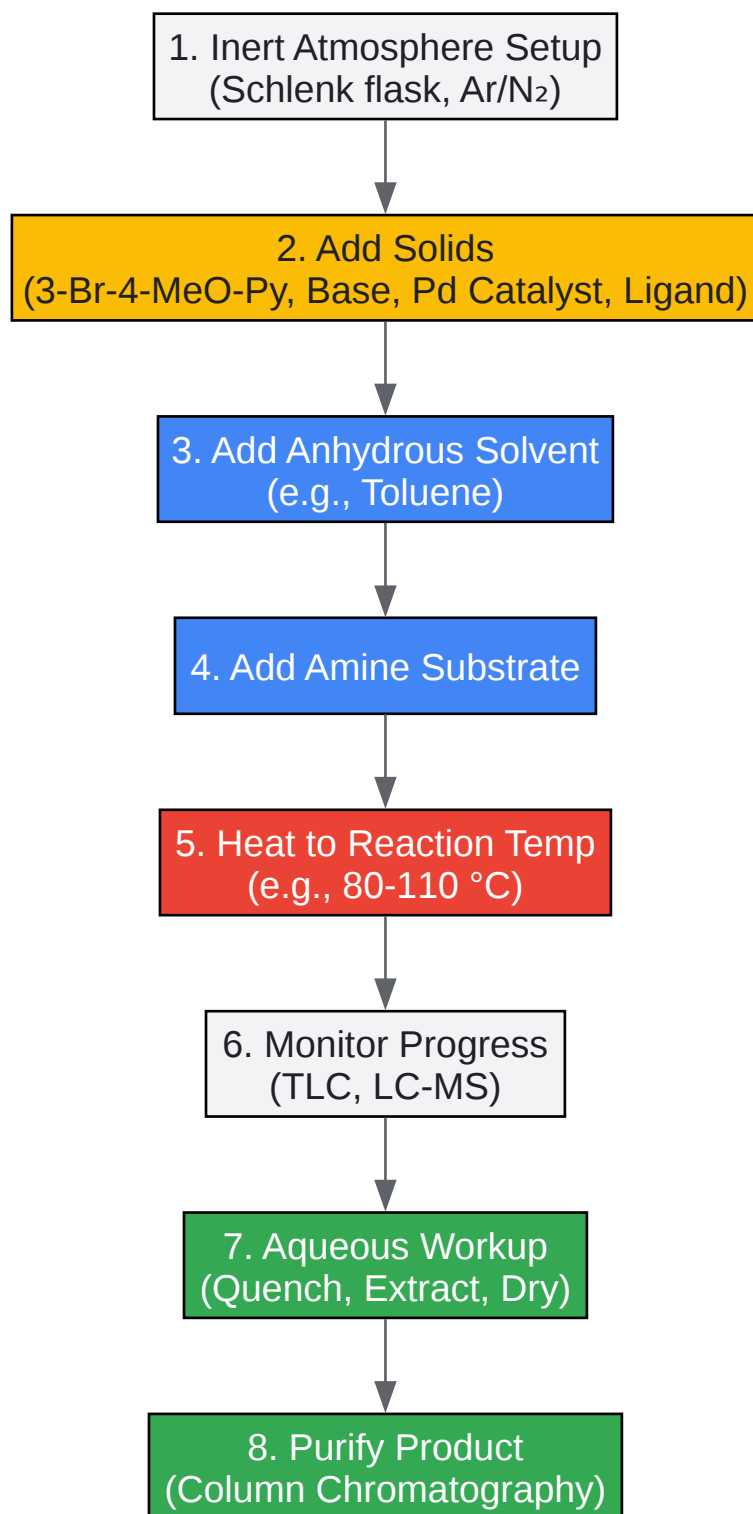 1. Inert Atmosphere Setup
(Schlenk flask, Ar/N₂)
2. Add Solids
(3-Br-4-MeO-Py, Base, Pd Catalyst, Ligand)
3. Add Anhydrous Solvent
(e.g., Toluene)
4. Add Amine Substrate
5. Heat to Reaction Temp
(e.g., 80-110 °C)
6. Monitor Progress
(TLC, LC-MS)
7. Aqueous Workup
(Quench, Extract, Dry)
8. Purify Product
(Column Chromatography)